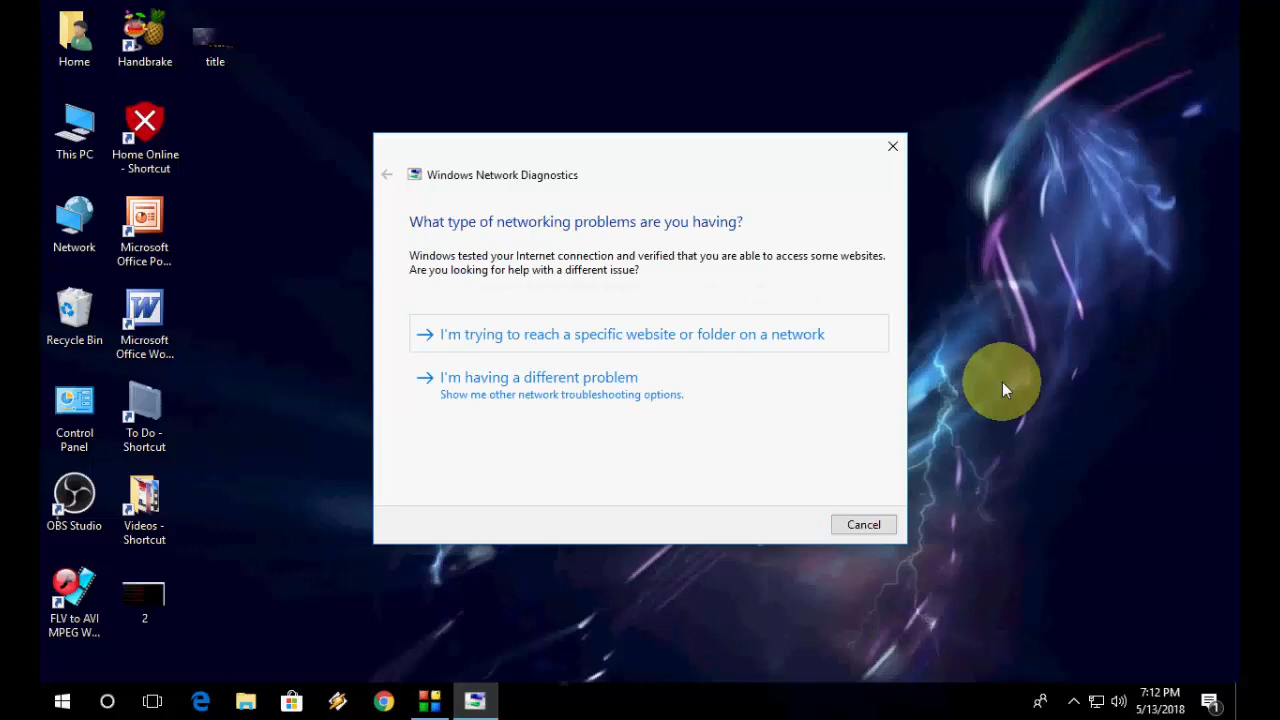 Home
Handbrake
title
This PC
Home Online
- Shortcut
Network
Microsoft
Office Po...
Recycle Bin
Microsoft
Office Wo...
Control
Panel
To Do -
Shortcut
OBS Studio
Videos -
Shortcut
FLV to AVI
MPEG W...
2
Windows Network Diagnostics
What type of networking problems are you having?
Windows tested your Internet connection and verified that you are able to access some websites.
Are you looking for help with a different issue?
I'm trying to reach a specific website or folder on a network
I'm having a different problem
Show me other network troubleshooting options.
Cancel
7:12 PM
5/13/2018
1